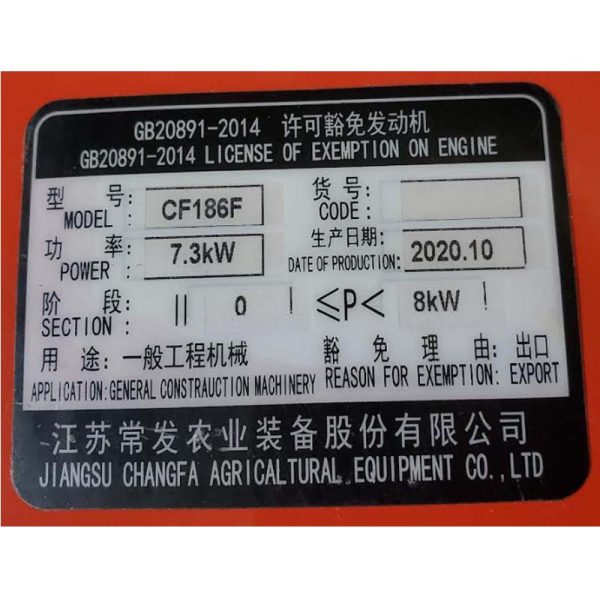 GB20891-2014 许可豁免发动机
GB20891-2014 LICENSE OF EXEMPTION ON ENGINE
型号: CF186F 货号:
MODEL: CODE:
功率: 7.3kW 生产日期: 2020.10
POWER: DATE OF PRODUCTION:
阶段: II 0 ≤P< 8kW
SECTION:
用途: 一般工程机械 豁免理由: 出口
APPLICATION: GENERAL CONSTRAUCTION MACHINERY REASON FOR EXEMPTION: EXPORT
江苏常发农业装备股份有限公司
JIANGSU CHANGFA AGRICALTURAL EQUIPMENT CO.,LTD